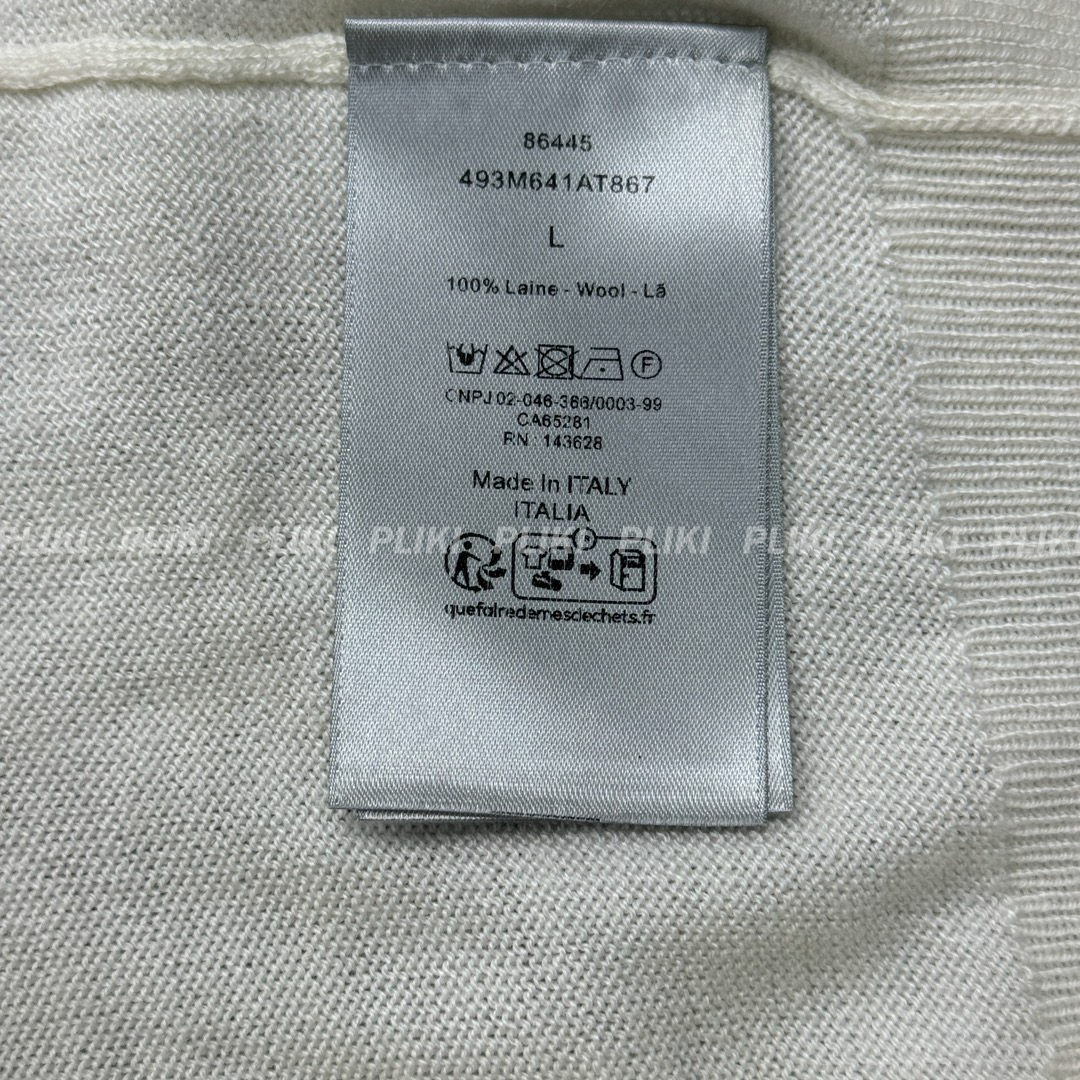 86445
493M641AT867
L
100% Laine - Wool - Lã
F
CNPJ 02-046-366/0003-99
CA65281
RN : 143628
Made In ITALY
ITALIA
PLIKI PLIKI PLIKI PLIKI PLIKI PLIKI PLIKI PLIKI
quefairedemesdechets.fr